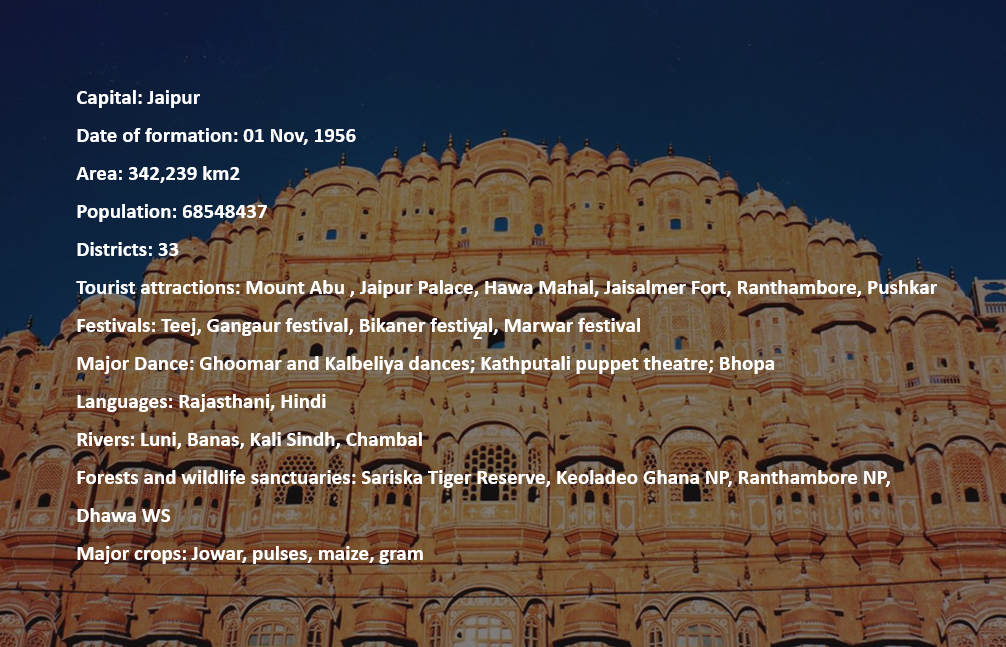 Capital: Jaipur
Date of formation: 01 Nov, 1956
Area: 342,239 km2
Population: 68548437
Districts: 33
Tourist attractions: Mount Abu , Jaipur Palace, Hawa Mahal, Jaisalmer Fort, Ranthambore, Pushkar
Festivals: Teej, Gangaur festival, Bikaner festival, Marwar festival
2
Major Dance: Ghoomar and Kalbeliya dances; Kathputali puppet theatre; Bhopa
Languages: Rajasthani, Hindi
Rivers: Luni, Banas, Kali Sindh, Chambal
Forests and wildlife sanctuaries: Sariska Tiger Reserve, Keoladeo Ghana NP, Ranthambore NP,
Dhawa WS
Major crops: Jowar, pulses, maize, gram